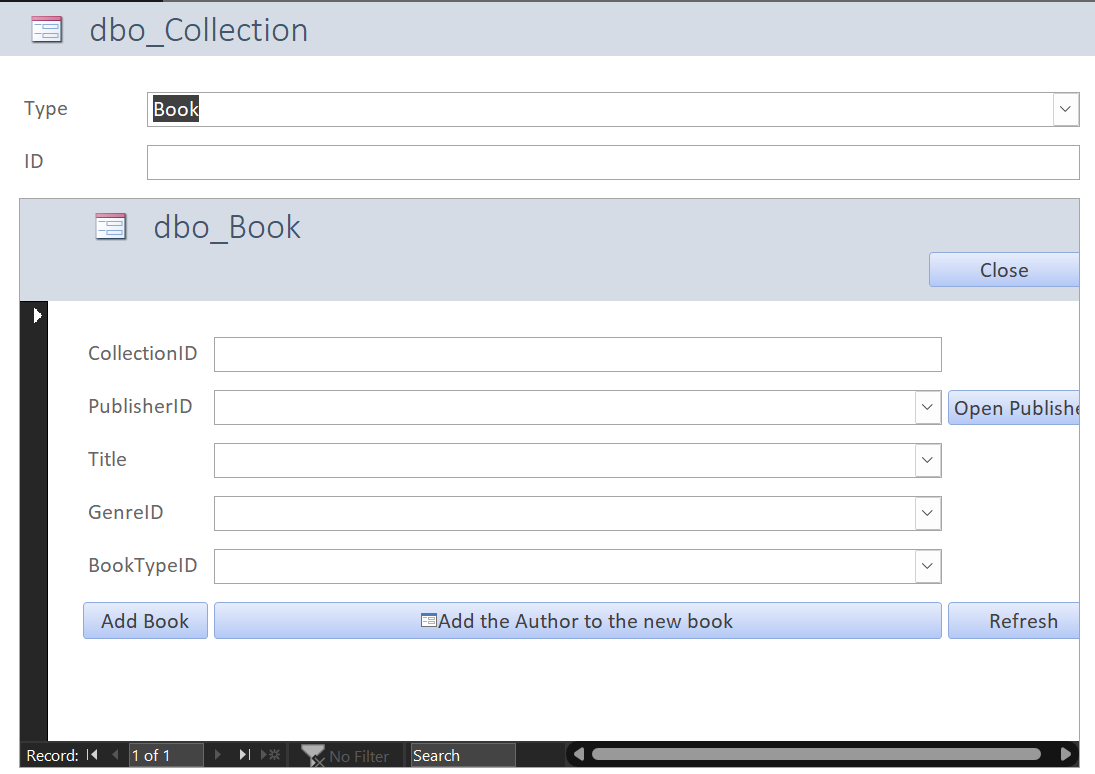 dbo_Collection
Type Book
ID
dbo_Book
Close
CollectionID
PublisherID Open Publishe
Title
GenreID
BookTypeID
Add Book Add the Author to the new book Refresh
Record: 1 of 1 No Filter Search